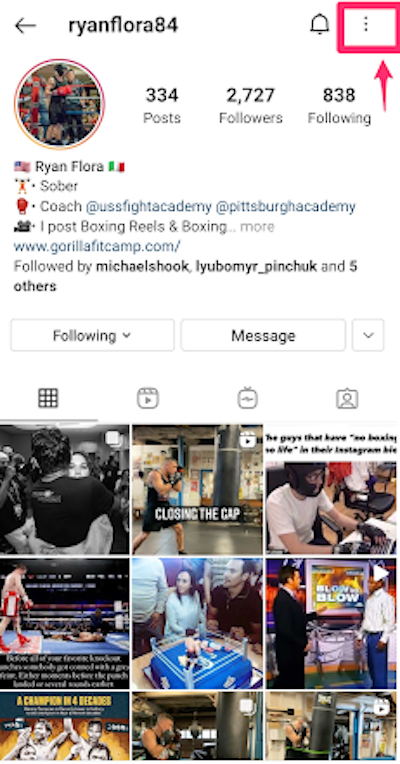 ryanflora84
334
2,727
838
Posts
Followers
Following
🇺🇸 Ryan Flora 🇮🇹
🏋• Sober
🥊• Coach @ussfightacademy @pittsburghacademy
🎥• I post Boxing Reels & Boxing... more
www.gorillafitcamp.com/
Followed by michaelshook, lyubomyr_pinchuk and 5
others
Following
Message
The guys that have "no boxing
no life" in their Instagram bio
CLOSING THE GAP
BLOW BY
BLOW
Before all of your favorite knockout
punches somebody got conned with a great
feint. Either moments before the punch
landed or several rounds earlier.
A CHAMPION IN 4 DECADES